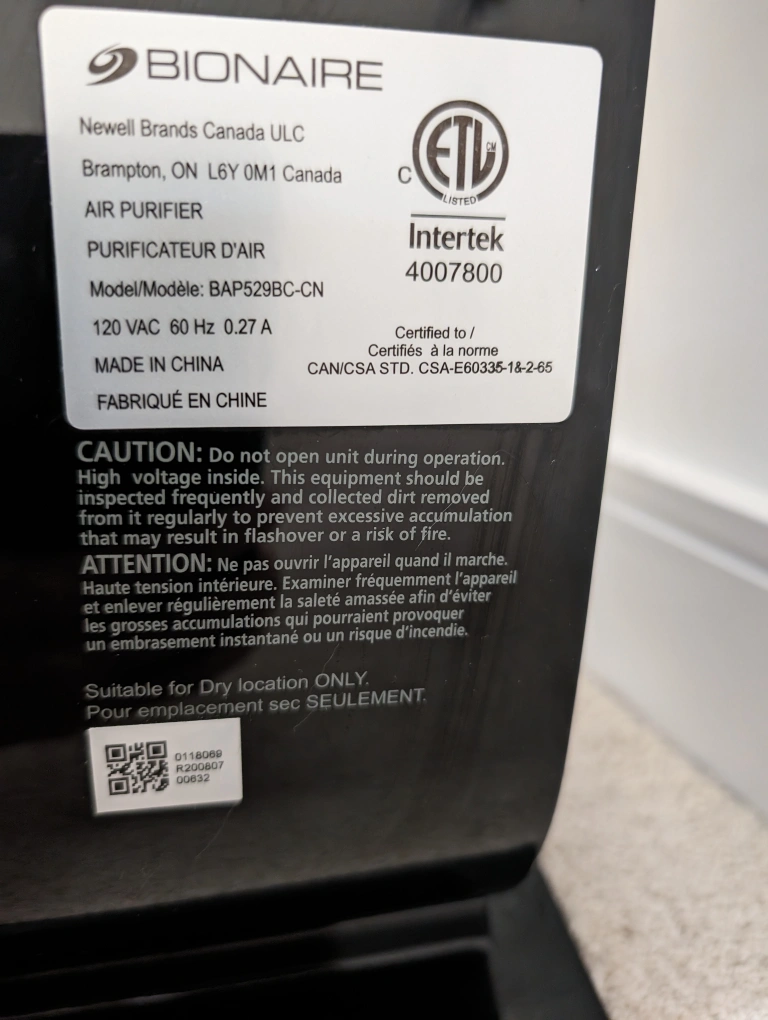 BIONAIRE
Newell Brands Canada ULC
Brampton, ON L6Y 0M1 Canada
AIR PURIFIER
PURIFICATEUR D'AIR
Model/Modèle: BAP529BC-CN
120 VAC 60 Hz 0.27 A
MADE IN CHINA
FABRIQUÉ EN CHINE
C ETL CM
LISTED
Intertek
4007800
Certified to /
Certifiés à la norme
CAN/CSA STD. CSA-E60335-1&-2-65
CAUTION: Do not open unit during operation.
High voltage inside. This equipment should be
inspected frequently and collected dirt removed
from it regularly to prevent excessive accumulation
that may result in flashover or a risk of fire.
ATTENTION: Ne pas ouvrir l'appareil quand il marche.
Haute tension intérieure. Examiner fréquemment l'appareil
et enlever régulièrement la saleté amassée afin d'éviter
les grosses accumulations qui pourraient provoquer
un embrasement instantané ou un risque d'incendie.
Suitable for Dry location ONLY.
Pour emplacement sec SEULEMENT.
0118069
R200807
00632